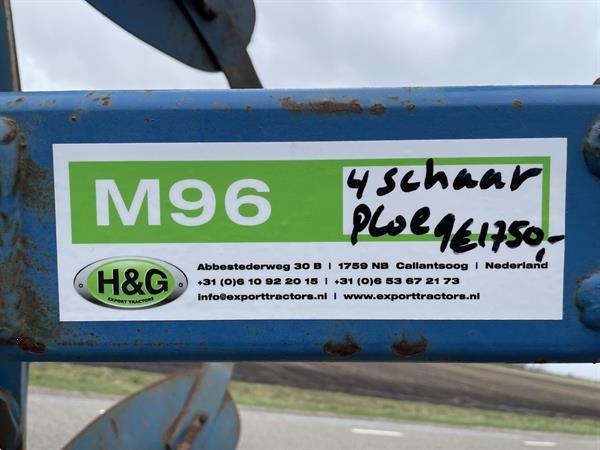 M96
4 schaar
Ploeg €1750,-
H&G
EXPORT TRACTORS
Abbestederweg 30 B | 1759 NB Callantsoog | Nederland
+31 (0)6 10 92 20 15 | +31 (0)6 53 67 21 73
info@exporttractors.nl | www.exporttractors.nl